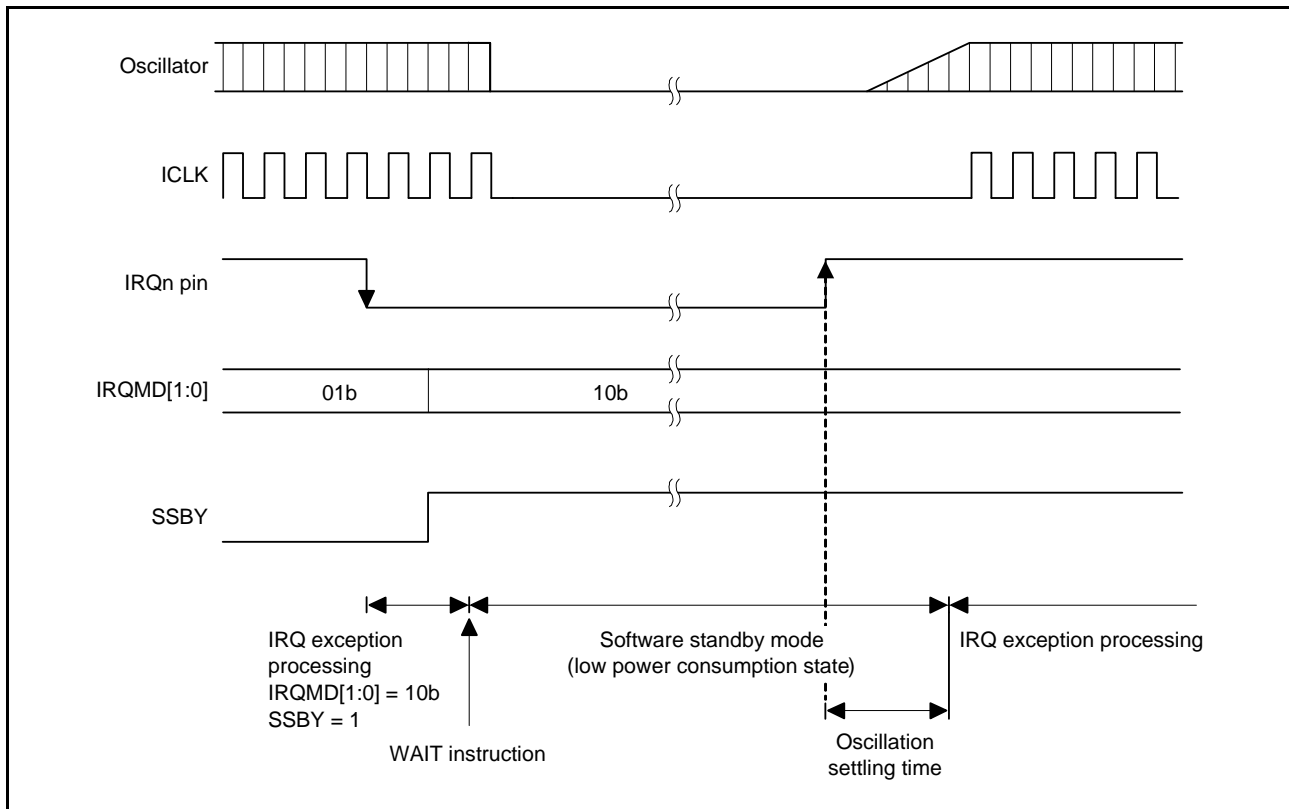 Oscillator
ICLK
IRQn pin
IRQMD[1:0]
01b
10b
SSBY
IRQ exception
processing
IRQMD[1:0] = 10b
SSBY = 1
WAIT instruction
Software standby mode
(low power consumption state)
IRQ exception processing
Oscillation
settling time